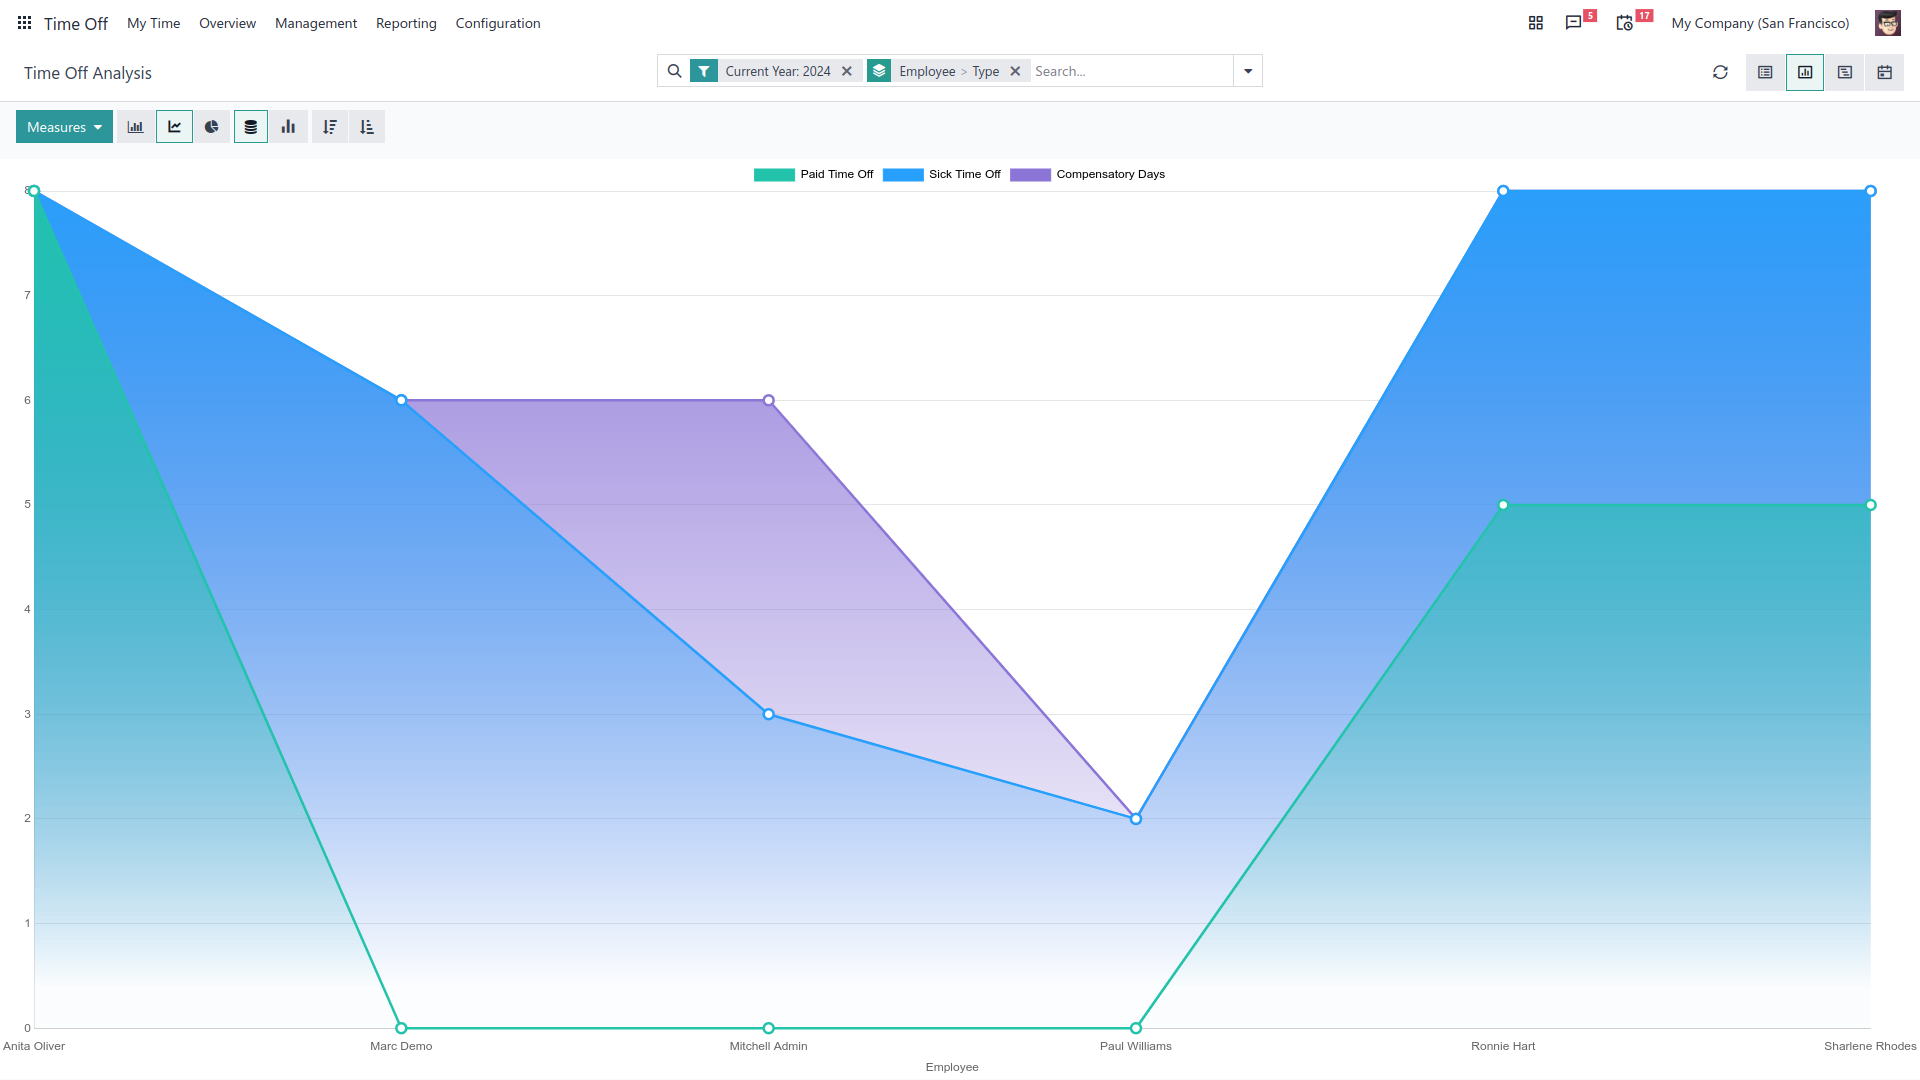 Time Off My Time Overview Management Reporting Configuration 5 17 My Company (San Francisco)
Time Off Analysis Current Year: 2024 Employee > Type Search...
Measures
Paid Time Off Sick Time Off Compensatory Days
8
7
6
5
4
3
2
1
0
Anita Oliver Marc Demo Mitchell Admin Paul Williams Ronnie Hart Sharlene Rhodes
Employee